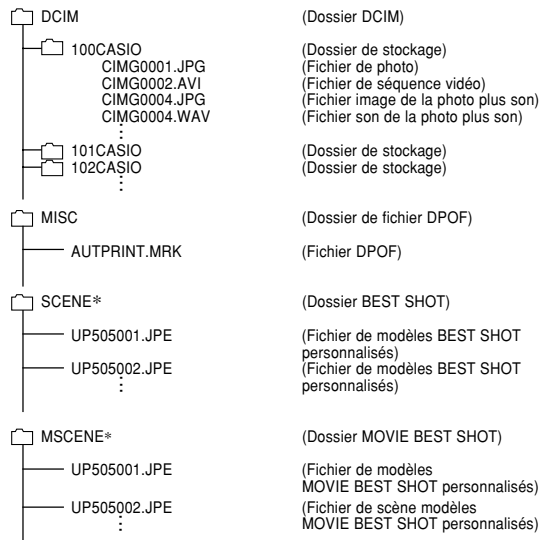 DCIM (Dossier DCIM)
100CASIO (Dossier de stockage)
CIMG0001.JPG (Fichier de photo)
CIMG0002.AVI (Fichier de séquence vidéo)
CIMG0004.JPG (Fichier image de la photo plus son)
CIMG0004.WAV (Fichier son de la photo plus son)
101CASIO (Dossier de stockage)
102CASIO (Dossier de stockage)
MISC (Dossier de fichier DPOF)
AUTPRINT.MRK (Fichier DPOF)
SCENE* (Dossier BEST SHOT)
UP505001.JPE (Fichier de modèles BEST SHOT
personnalisés)
UP505002.JPE (Fichier de modèles BEST SHOT
personnalisés)
MSCENE* (Dossier MOVIE BEST SHOT)
UP505001.JPE (Fichier de modèles
MOVIE BEST SHOT personnalisés)
UP505002.JPE (Fichier de scène modèles
MOVIE BEST SHOT personnalisés)